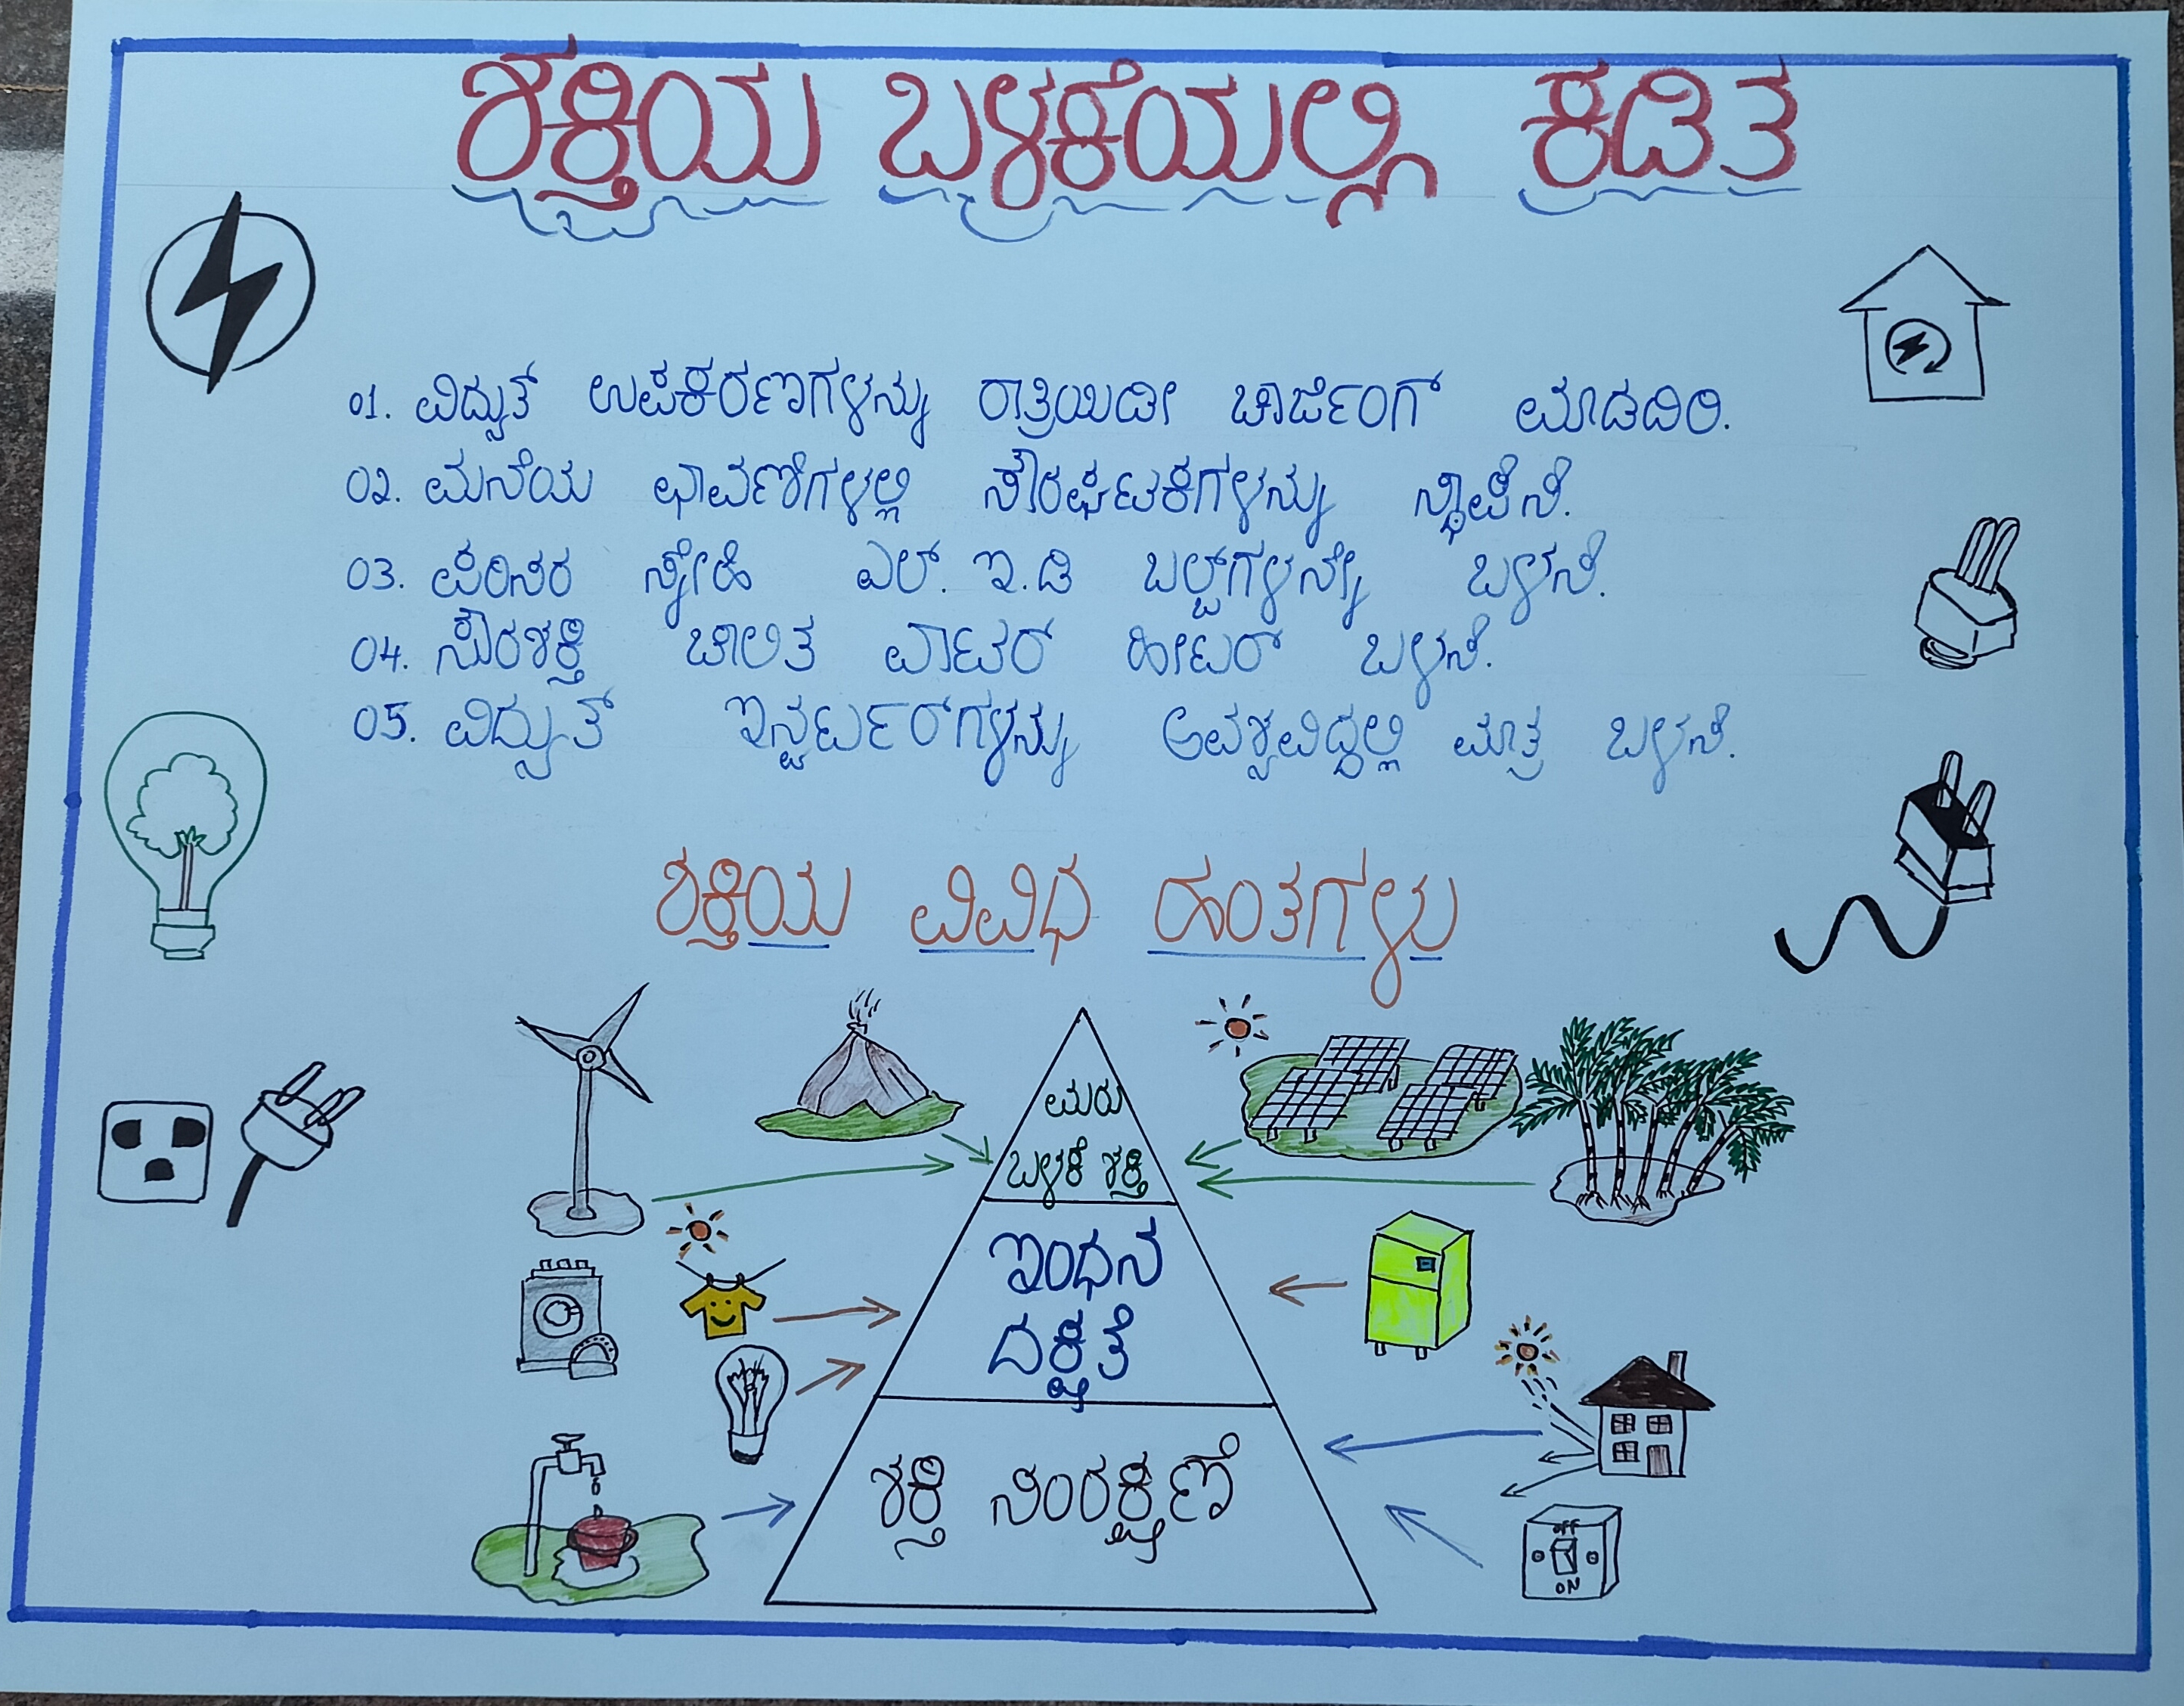 ಶಕ್ತಿಯ ಬಳಕೆಯಲ್ಲಿ ಕಡಿತ
01. ವಿದ್ಯುತ್ ಉಪಕರಣಗಳನ್ನು ರಾತ್ರಿಯಿಡೀ ಚಾರ್ಜಿಂಗ್ ಮಾಡದಿರಿ.
02. ಮನೆಯ ಛಾವಣಿಗಳಲ್ಲಿ ಸೌರಘಟಕಗಳನ್ನು ಸ್ಥಾಪಿಸಿ.
03. ಪರಿಸರ ಸ್ನೇಹಿ ಎಲ್. ಇ. ಡಿ ಬಲ್ಬ್‌ಗಳನ್ನೇ ಬಳಸಿ.
04. ಸೌರಶಕ್ತಿ ಚಾಲಿತ ವಾಟರ್ ಹೀಟರ್ ಬಳಸಿ.
05. ವಿದ್ಯುತ್ ಇನ್ವರ್ಟರ್‌ಗಳನ್ನು ಅವಶ್ಯವಿದ್ದಲ್ಲಿ ಮಾತ್ರ ಬಳಸಿ.
ಶಕ್ತಿಯ ವಿವಿಧ ಹಂತಗಳು
ಮರು
ಬಳಕೆ ಶಕ್ತಿ
ಇಂಧನ
ದಕ್ಷತೆ
ಶಕ್ತಿ ಸಂರಕ್ಷಣೆ
OFF
ON